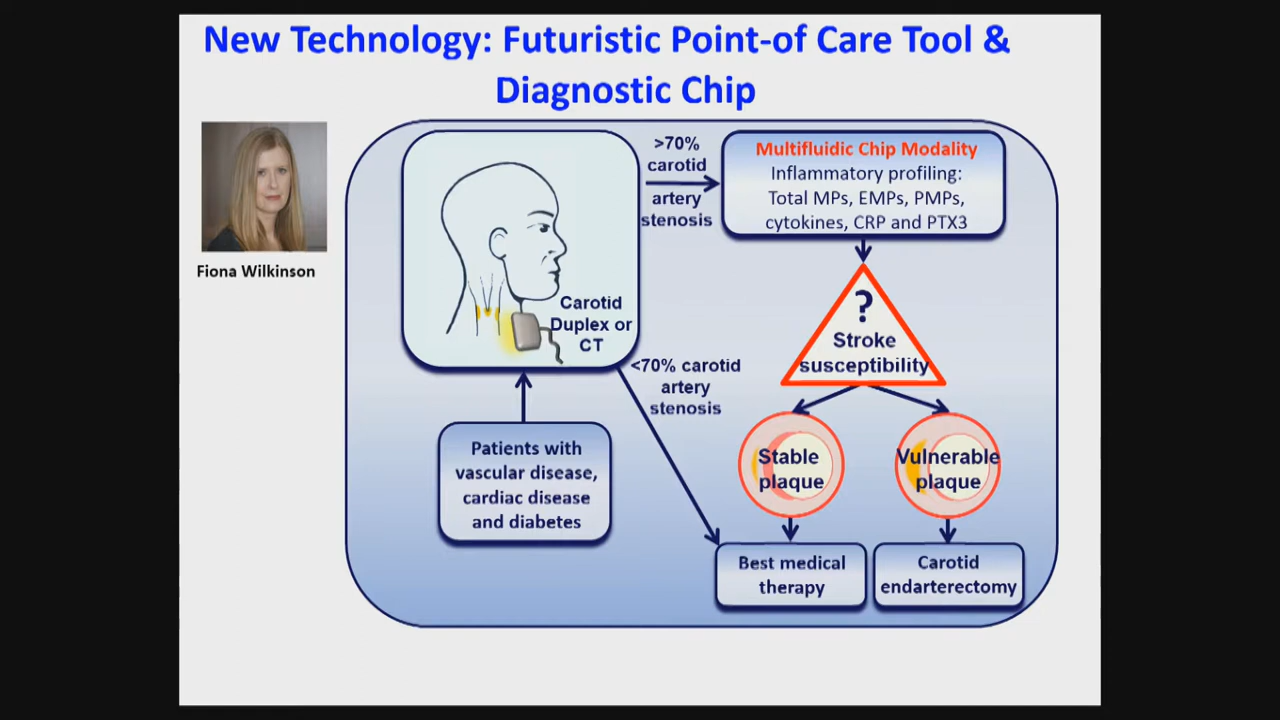 New Technology: Futuristic Point-of Care Tool &
Diagnostic Chip
Fiona Wilkinson
>70%
carotid
artery
stenosis
Multifluidic Chip Modality
Inflammatory profiling:
Total MPs, EMPs, PMPs,
cytokines, CRP and PTX3
Carotid
Duplex or
CT
?
Stroke
susceptibility
<70% carotid
artery
stenosis
Patients with
vascular disease,
cardiac disease
and diabetes
Stable
plaque
Vulnerable
plaque
Best medical
therapy
Carotid
endarterectomy